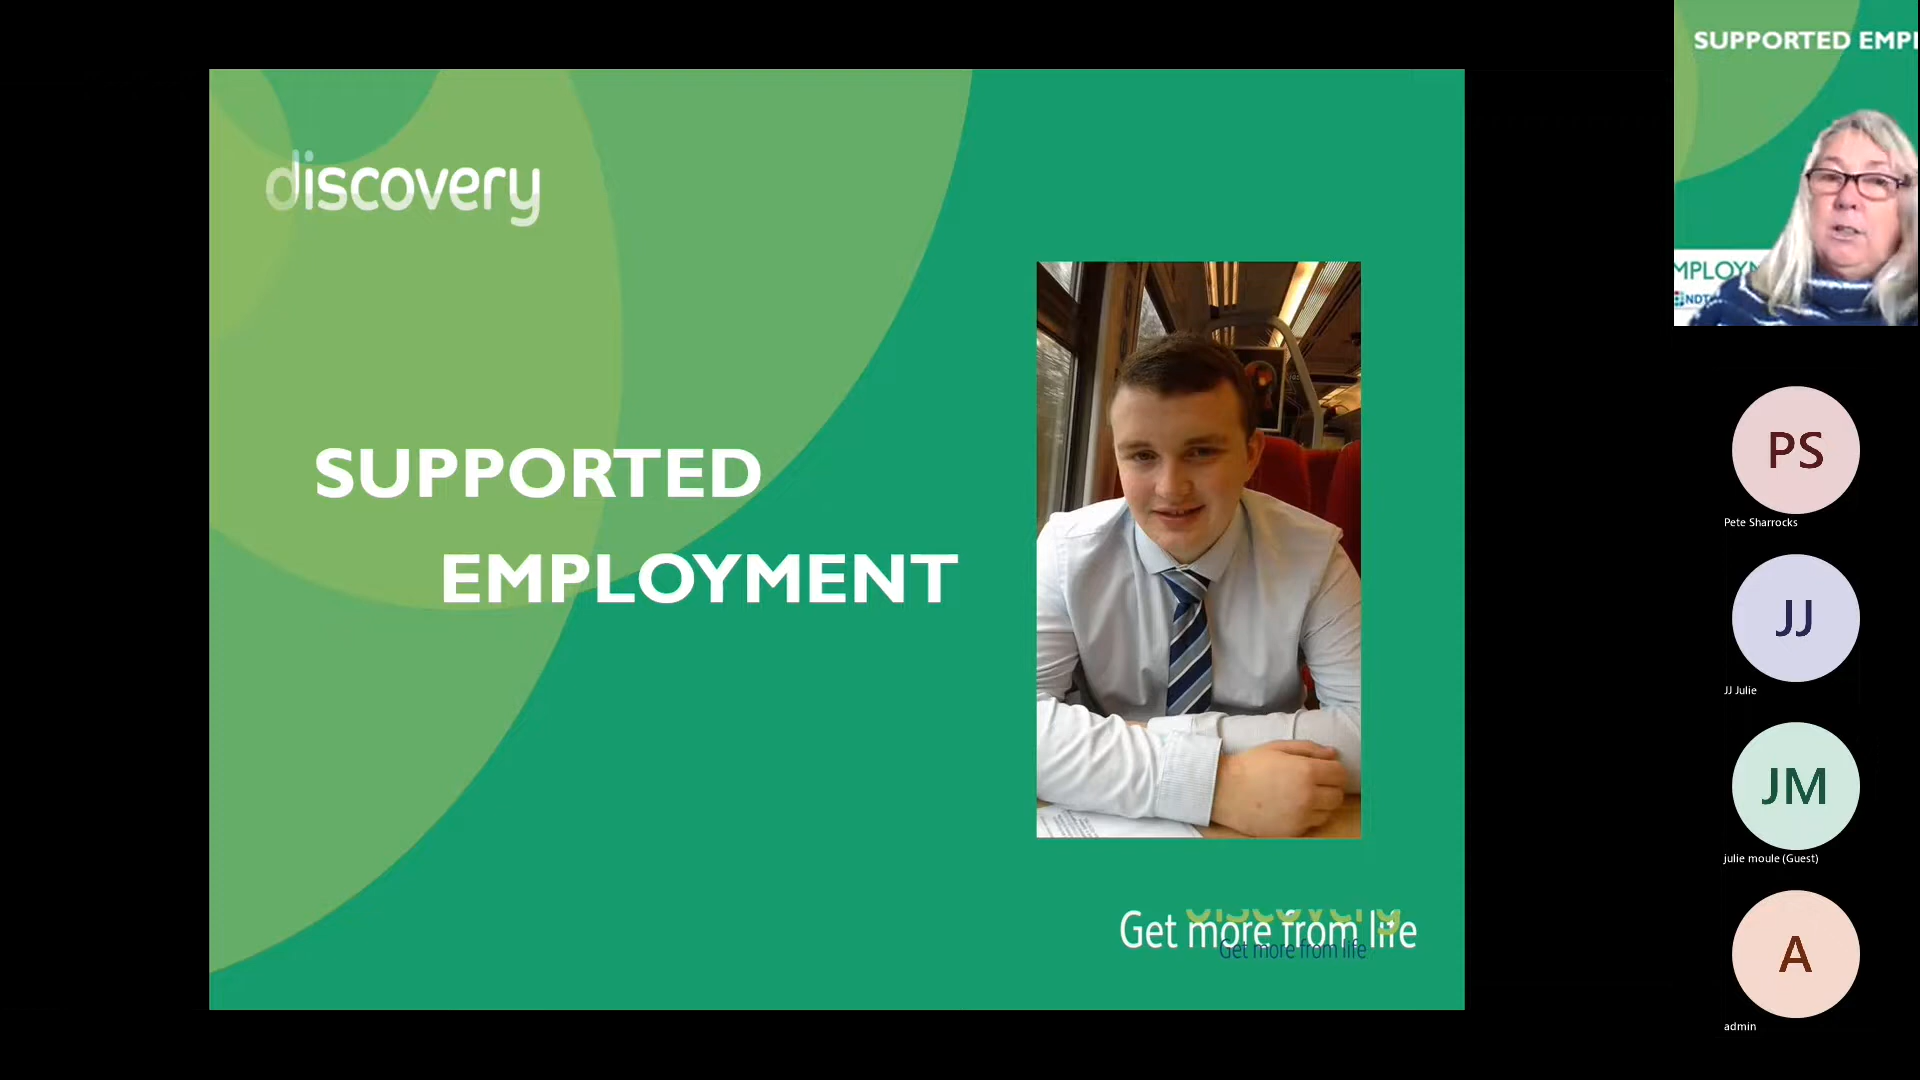 discovery
SUPPORTED
EMPLOYMENT
discovery
Get more from life
Get more from life
SUPPORTED EMPL
MPLOYM
NDT
PS
Pete Sharrocks
JJ
JJ Julie
JM
julie moule (Guest)
A
admin